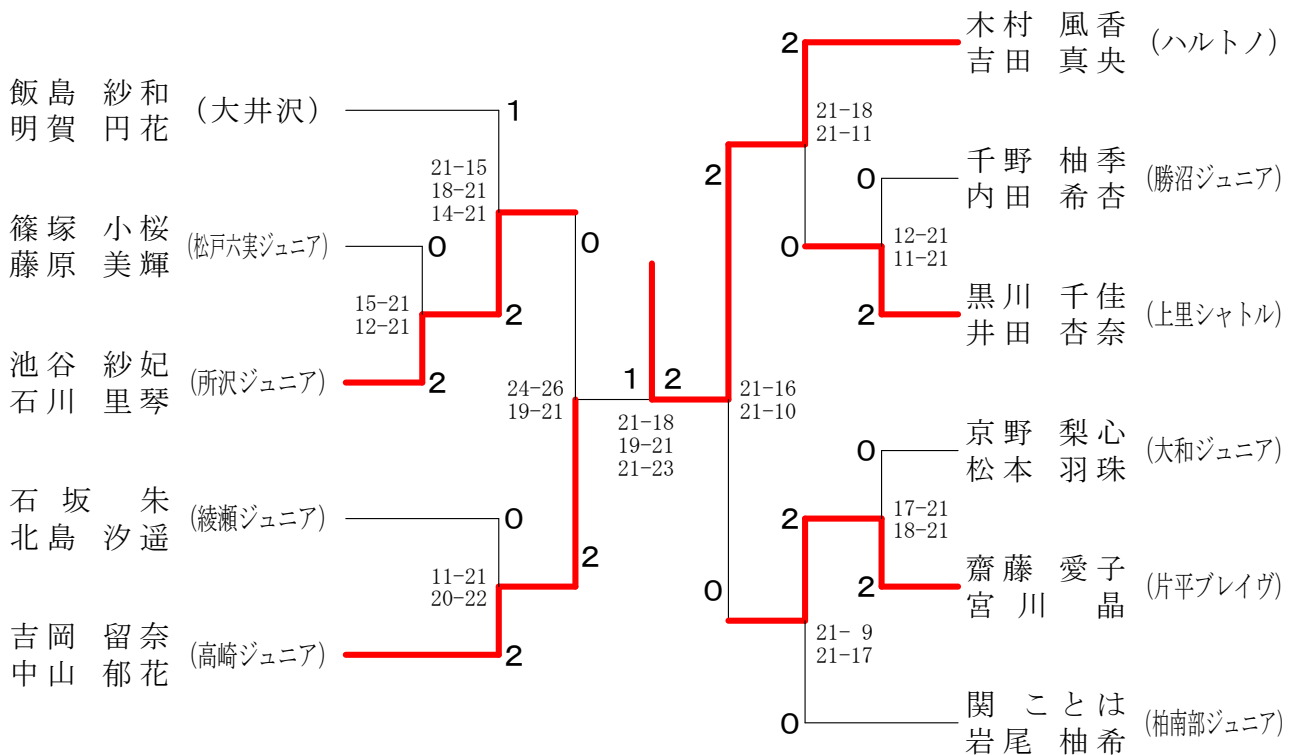 飯島 紗和
明賀 円花
(大井沢)
1
21-15
18-21
14-21
篠塚 小桜
藤原 美輝
(松戸六実ジュニア)
0
15-21
12-21
2
池谷 紗妃
石川 里琴
(所沢ジュニア)
2
0
24-26
19-21
石坂 朱
北島 汐遥
(綾瀬ジュニア)
0
11-21
20-22
2
吉岡 留奈
中山 郁花
(高崎ジュニア)
2
1
2
21-18
19-21
21-23
木村 風香
吉田 真央
(ハルトノ)
2
21-18
21-11
2
千野 柚季
内田 希杏
(勝沼ジュニア)
0
0
12-21
11-21
黒川 千佳
井田 杏奈
(上里シャトル)
2
21-16
21-10
京野 梨心
松本 羽珠
(大和ジュニア)
0
2
17-21
18-21
齋藤 愛子
宮川 晶
(片平ブレイヴ)
2
0
21- 9
21-17
関 ことは
岩尾 柚希
(柏南部ジュニア)
0